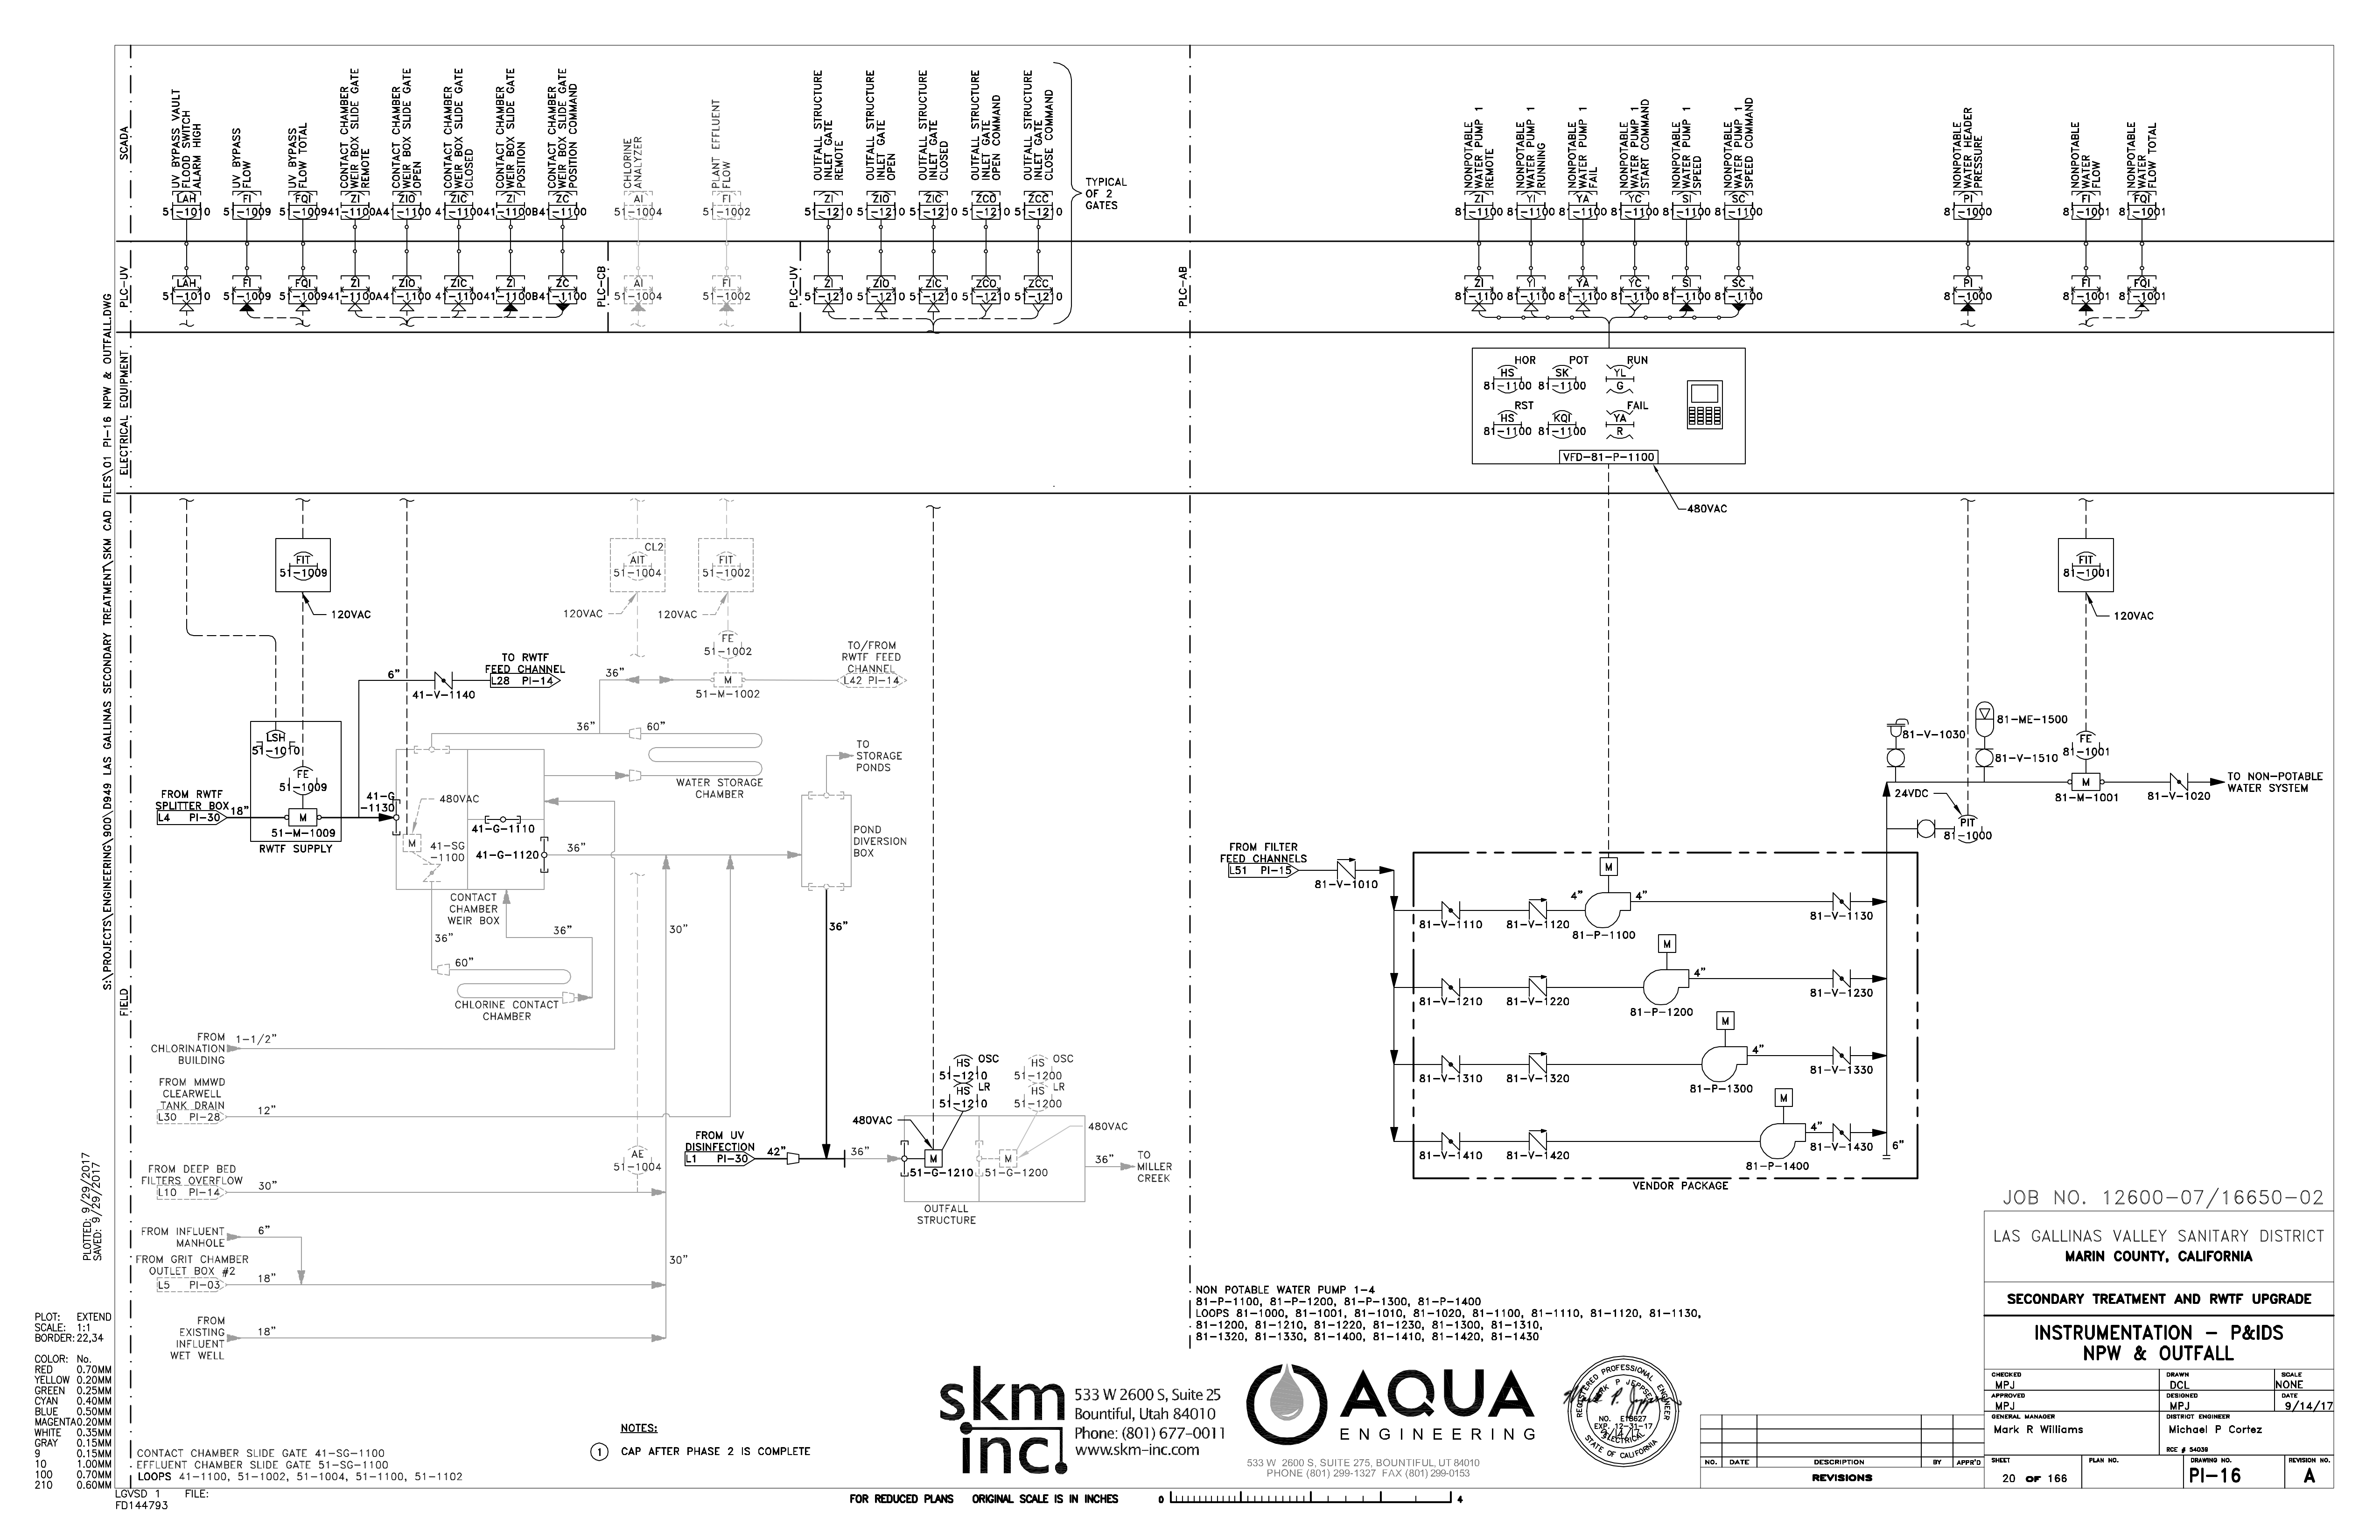 SCADA
UV BYPASS VAULT
FLOOD SWITCH
ALARM HIGH
UV BYPASS
FLOW
UV BYPASS
FLOW TOTAL
CONTACT CHAMBER
WEIR BOX SLIDE GATE
REMOTE
CONTACT CHAMBER
WEIR BOX SLIDE GATE
OPEN
CONTACT CHAMBER
WEIR BOX SLIDE GATE
CLOSED
CONTACT CHAMBER
WEIR BOX SLIDE GATE
POSITION
CONTACT CHAMBER
WEIR BOX SLIDE GATE
POSITION COMMAND
CHLORINE
ANALYZER
PLANT EFFLUENT
FLOW
OUTFALL STRUCTURE
INLET GATE
REMOTE
OUTFALL STRUCTURE
INLET GATE
OPEN
OUTFALL STRUCTURE
INLET GATE
CLOSED
OUTFALL STRUCTURE
INLET GATE
OPEN COMMAND
OUTFALL STRUCTURE
INLET GATE
CLOSE COMMAND
TYPICAL
OF 2
GATES
NONPOTABLE
WATER PUMP 1
REMOTE
NONPOTABLE
WATER PUMP 1
RUNNING
NONPOTABLE
WATER PUMP 1
FAIL
NONPOTABLE
WATER PUMP 1
START COMMAND
NONPOTABLE
WATER PUMP 1
SPEED
NONPOTABLE
WATER PUMP 1
SPEED COMMAND
NONPOTABLE
WATER HEADER
PRESSURE
NONPOTABLE
WATER
FLOW
NONPOTABLE
WATER
FLOW TOTAL
LAH FI FQI ZI ZIO ZIC ZI ZC AI FI ZI ZIO ZIC ZCO ZCC ZI YI YA YC SI SC PI FI FQI
51-1010 51-1009 51-1009 41-1100A 41-1100 41-1100 41-1100B 41-1100 51-1004 51-1002 51-1210 51-1210 51-1210 51-1210 51-1210 81-1100 81-1100 81-1100 81-1100 81-1100 81-1100 81-1000 81-1001 81-1001
PLC-UV
PLC-CB
PLC-UV
PLC-AB
LAH FI FQI ZI ZIO ZIC ZI ZC AI FI ZI ZIO ZIC ZCO ZCC ZI YI YA YC SI SC PI FI FQI
51-1010 51-1009 51-1009 41-1100A 41-1100 41-1100 41-1100B 41-1100 51-1004 51-1002 51-1210 51-1210 51-1210 51-1210 51-1210 81-1100 81-1100 81-1100 81-1100 81-1100 81-1100 81-1000 81-1001 81-1001
ELECTRICAL EQUIPMENT
HOR POT RUN
HS SK YL
81-1100 81-1100 G
RST FAIL
HS KQI YA
81-1100 81-1100 R
VFD-81-P-1100
480VAC
FIELD
FIT
51-1009
120VAC
CL2
AIT
51-1004
120VAC
FIT
51-1002
120VAC
FE
51-1002
M
51-M-1002
36"
TO/FROM
RWTF FEED
CHANNEL
L42 PI-14
TO RWTF
FEED CHANNEL
L28 PI-14
6"
41-V-1140
LSH
51-1010
FE
51-1009
M
51-M-1009
RWTF SUPPLY
FROM RWTF
SPLITTER BOX
L4 PI-30
18"
41-G
-1130
480VAC
M
41-SG
-1100
41-G-1110
41-G-1120
36"
36"
60"
WATER STORAGE
CHAMBER
TO
STORAGE
PONDS
POND
DIVERSION
BOX
CONTACT
CHAMBER
WEIR BOX
36"
36"
60"
CHLORINE CONTACT
CHAMBER
30"
36"
FROM
CHLORINATION
BUILDING
1-1/2"
FROM MMWD
CLEARWELL
TANK DRAIN
L30 PI-28
12"
AE
51-1004
FROM DEEP BED
FILTERS OVERFLOW
L10 PI-14
30"
FROM INFLUENT
MANHOLE
6"
FROM GRIT CHAMBER
OUTLET BOX #2
L5 PI-03
18"
30"
FROM
EXISTING
INFLUENT
WET WELL
18"
HS OSC
51-1210
HS LR
51-1210
HS OSC
51-1200
HS LR
51-1200
480VAC
480VAC
FROM UV
DISINFECTION
L1 PI-30
42"
36"
M
51-G-1210
M
51-G-1200
36"
TO
MILLER
CREEK
OUTFALL
STRUCTURE
FROM FILTER
FEED CHANNELS
L51 PI-15
81-V-1010
M
4" 4"
81-V-1110 81-V-1120 81-P-1100 81-V-1130
M
4"
81-V-1210 81-V-1220 81-P-1200 81-V-1230
M
4"
81-V-1310 81-V-1320 81-P-1300 81-V-1330
M
4"
81-V-1410 81-V-1420 81-P-1400 81-V-1430
6"
VENDOR PACKAGE
81-V-1030
81-ME-1500
81-V-1510
24VDC
PIT
81-1000
FIT
81-1001
120VAC
FE
81-1001
M
81-M-1001
81-V-1020
TO NON-POTABLE
WATER SYSTEM
NON POTABLE WATER PUMP 1-4
81-P-1100, 81-P-1200, 81-P-1300, 81-P-1400
LOOPS 81-1000, 81-1001, 81-1010, 81-1020, 81-1100, 81-1110, 81-1120, 81-1130,
81-1200, 81-1210, 81-1220, 81-1230, 81-1300, 81-1310,
81-1320, 81-1330, 81-1400, 81-1410, 81-1420, 81-1430
CONTACT CHAMBER SLIDE GATE 41-SG-1100
EFFLUENT CHAMBER SLIDE GATE 51-SG-1100
LOOPS 41-1100, 51-1002, 51-1004, 51-1100, 51-1102
NOTES:
1 CAP AFTER PHASE 2 IS COMPLETE
skm
inc.
533 W 2600 S, Suite 25
Bountiful, Utah 84010
Phone: (801) 677-0011
www.skm-inc.com
AQUA
ENGINEERING
533 W 2600 S, SUITE 275, BOUNTIFUL, UT 84010
PHONE (801) 299-1327 FAX (801) 299-0153
REGISTERED PROFESSIONAL ENGINEER
MARK P JEPPSEN
NO. E18627
EXP. 12-31-17
9/14/17
ELECTRICAL
STATE OF CALIFORNIA
NO. DATE DESCRIPTION BY APPR'D
REVISIONS
JOB NO. 12600-07/16650-02
LAS GALLINAS VALLEY SANITARY DISTRICT
MARIN COUNTY, CALIFORNIA
SECONDARY TREATMENT AND RWTF UPGRADE
INSTRUMENTATION - P&IDS
NPW & OUTFALL
CHECKED MPJ
DRAWN DCL
SCALE NONE
APPROVED MPJ
DESIGNED MPJ
DATE 9/14/17
GENERAL MANAGER
Mark R Williams
DISTRICT ENGINEER
Michael P Cortez
RCE # 54039
SHEET 20 OF 166
PLAN NO.
DRAWING NO. PI-16
REVISION NO. A
S:\PROJECTS\ENGINEERING\900\D949 LAS GALLINAS SECONDARY TREATMENT\SKM CAD FILES\01 PI-16 NPW & OUTFALL.DWG
PLOTTED: 9/29/2017
SAVED: 9/29/2017
PLOT: EXTEND
SCALE: 1:1
BORDER: 22,34
COLOR: No.
RED 0.70MM
YELLOW 0.20MM
GREEN 0.25MM
CYAN 0.40MM
BLUE 0.50MM
MAGENTA 0.20MM
WHITE 0.35MM
GRAY 0.15MM
9 0.15MM
10 1.00MM
100 0.70MM
210 0.60MM
LGVSD 1 FILE:
FD144793
FOR REDUCED PLANS ORIGINAL SCALE IS IN INCHES 0 4